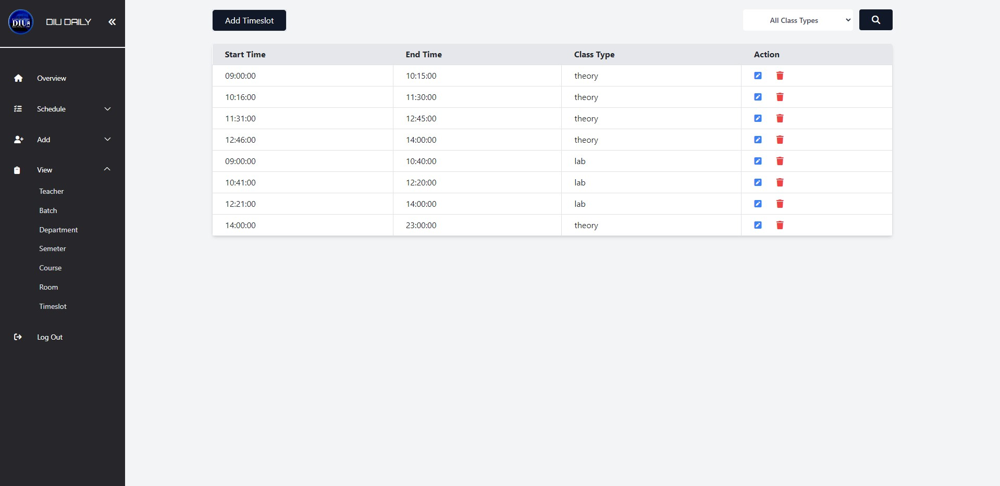 DIU
DIU DAILY
Overview
Schedule
Add
View
Teacher
Batch
Department
Semeter
Course
Room
Timeslot
Log Out
Add Timeslot
All Class Types
Start Time End Time Class Type Action
09:00:00 10:15:00 theory
10:16:00 11:30:00 theory
11:31:00 12:45:00 theory
12:46:00 14:00:00 theory
09:00:00 10:40:00 lab
10:41:00 12:20:00 lab
12:21:00 14:00:00 lab
14:00:00 23:00:00 theory